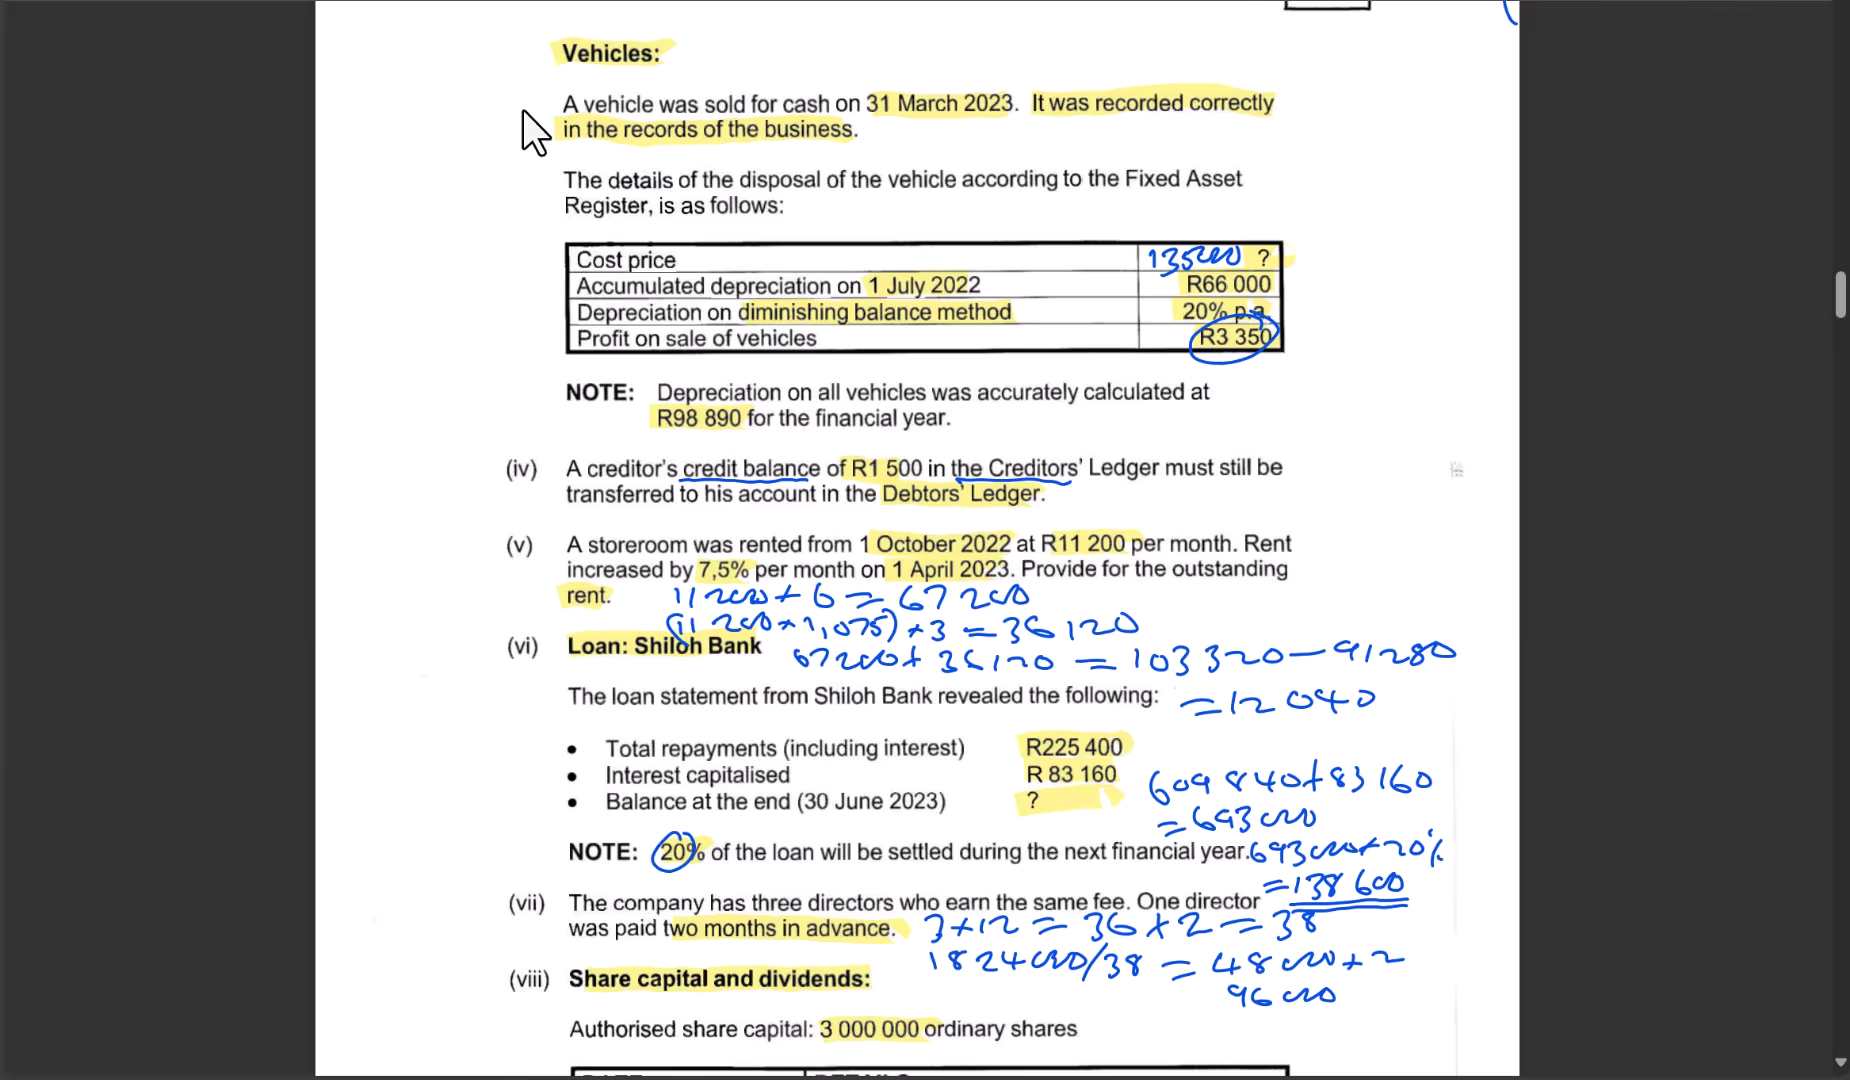 Vehicles:
A vehicle was sold for cash on 31 March 2023. It was recorded correctly
in the records of the business.
The details of the disposal of the vehicle according to the Fixed Asset
Register, is as follows:
Cost price 135000 ?
Accumulated depreciation on 1 July 2022 R66 000
Depreciation on diminishing balance method 20% p.a.
Profit on sale of vehicles R3 350
NOTE: Depreciation on all vehicles was accurately calculated at
R98 890 for the financial year.
(iv) A creditor's credit balance of R1 500 in the Creditors' Ledger must still be
transferred to his account in the Debtors' Ledger.
(v) A storeroom was rented from 1 October 2022 at R11 200 per month. Rent
increased by 7,5% per month on 1 April 2023. Provide for the outstanding
rent. 11200 × 6 = 67200
(11 200 × 1,075) × 3 = 36120
(vi) Loan: Shiloh Bank 67200 + 36120 = 103320 – 91280
The loan statement from Shiloh Bank revealed the following: = 12 040
• Total repayments (including interest) R225 400
• Interest capitalised R 83 160 609 840 + 83 160
• Balance at the end (30 June 2023) ? = 693000
NOTE: 20% of the loan will be settled during the next financial year. 693000 × 20%
= 138 600
(vii) The company has three directors who earn the same fee. One director
was paid two months in advance. 3 × 12 = 36 + 2 = 38
1824000/38 = 48000 × 2
96000
(viii) Share capital and dividends:
Authorised share capital: 3 000 000 ordinary shares